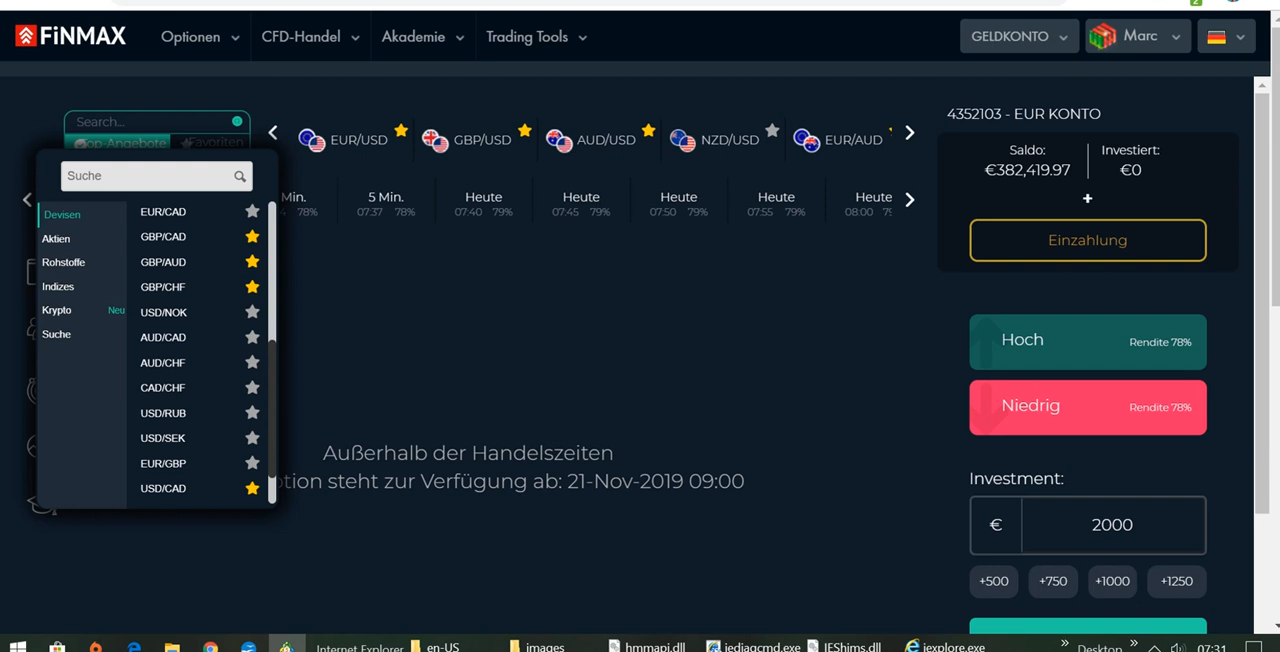 2
FiNMAX
Optionen
CFD-Handel
Akademie
Trading Tools
GELDKONTO
Marc
Search...
Top-Angebote
Favoriten
EUR/USD
GBP/USD
AUD/USD
NZD/USD
EUR/AUD
Min.
4 78%
5 Min.
07:37 78%
Heute
07:40 79%
Heute
07:45 79%
Heute
07:50 79%
Heute
07:55 79%
Heute
08:00
Suche
Devisen
Aktien
Rohstoffe
Indizes
Krypto Neu
Suche
EUR/CAD
GBP/CAD
GBP/AUD
GBP/CHF
USD/NOK
AUD/CAD
AUD/CHF
CAD/CHF
USD/RUB
USD/SEK
EUR/GBP
USD/CAD
Außerhalb der Handelszeiten
ption steht zur Verfügung ab: 21-Nov-2019 09:00
4352103 - EUR KONTO
Saldo:
€382,419.97
Investiert:
€0
+
Einzahlung
Hoch
Rendite 78%
Niedrig
Rendite 78%
Investment:
€ 2000
+500 +750 +1000 +1250
Internet Explorer
en-US
images
hmmapi.dll
iediagcmd.exe
IEShims.dll
iexplore.exe
»
Desktop
»
07:31